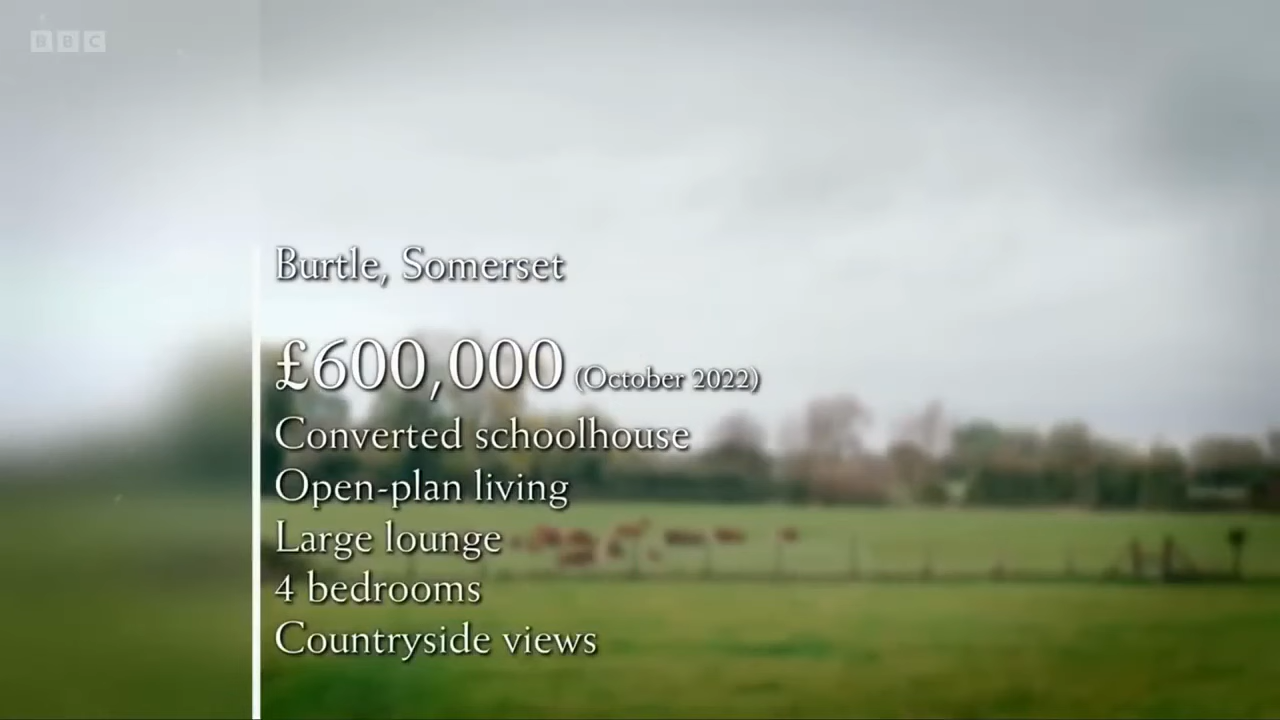 BBC
Burtle, Somerset
£600,000 (October 2022)
Converted schoolhouse
Open-plan living
Large lounge
4 bedrooms
Countryside views